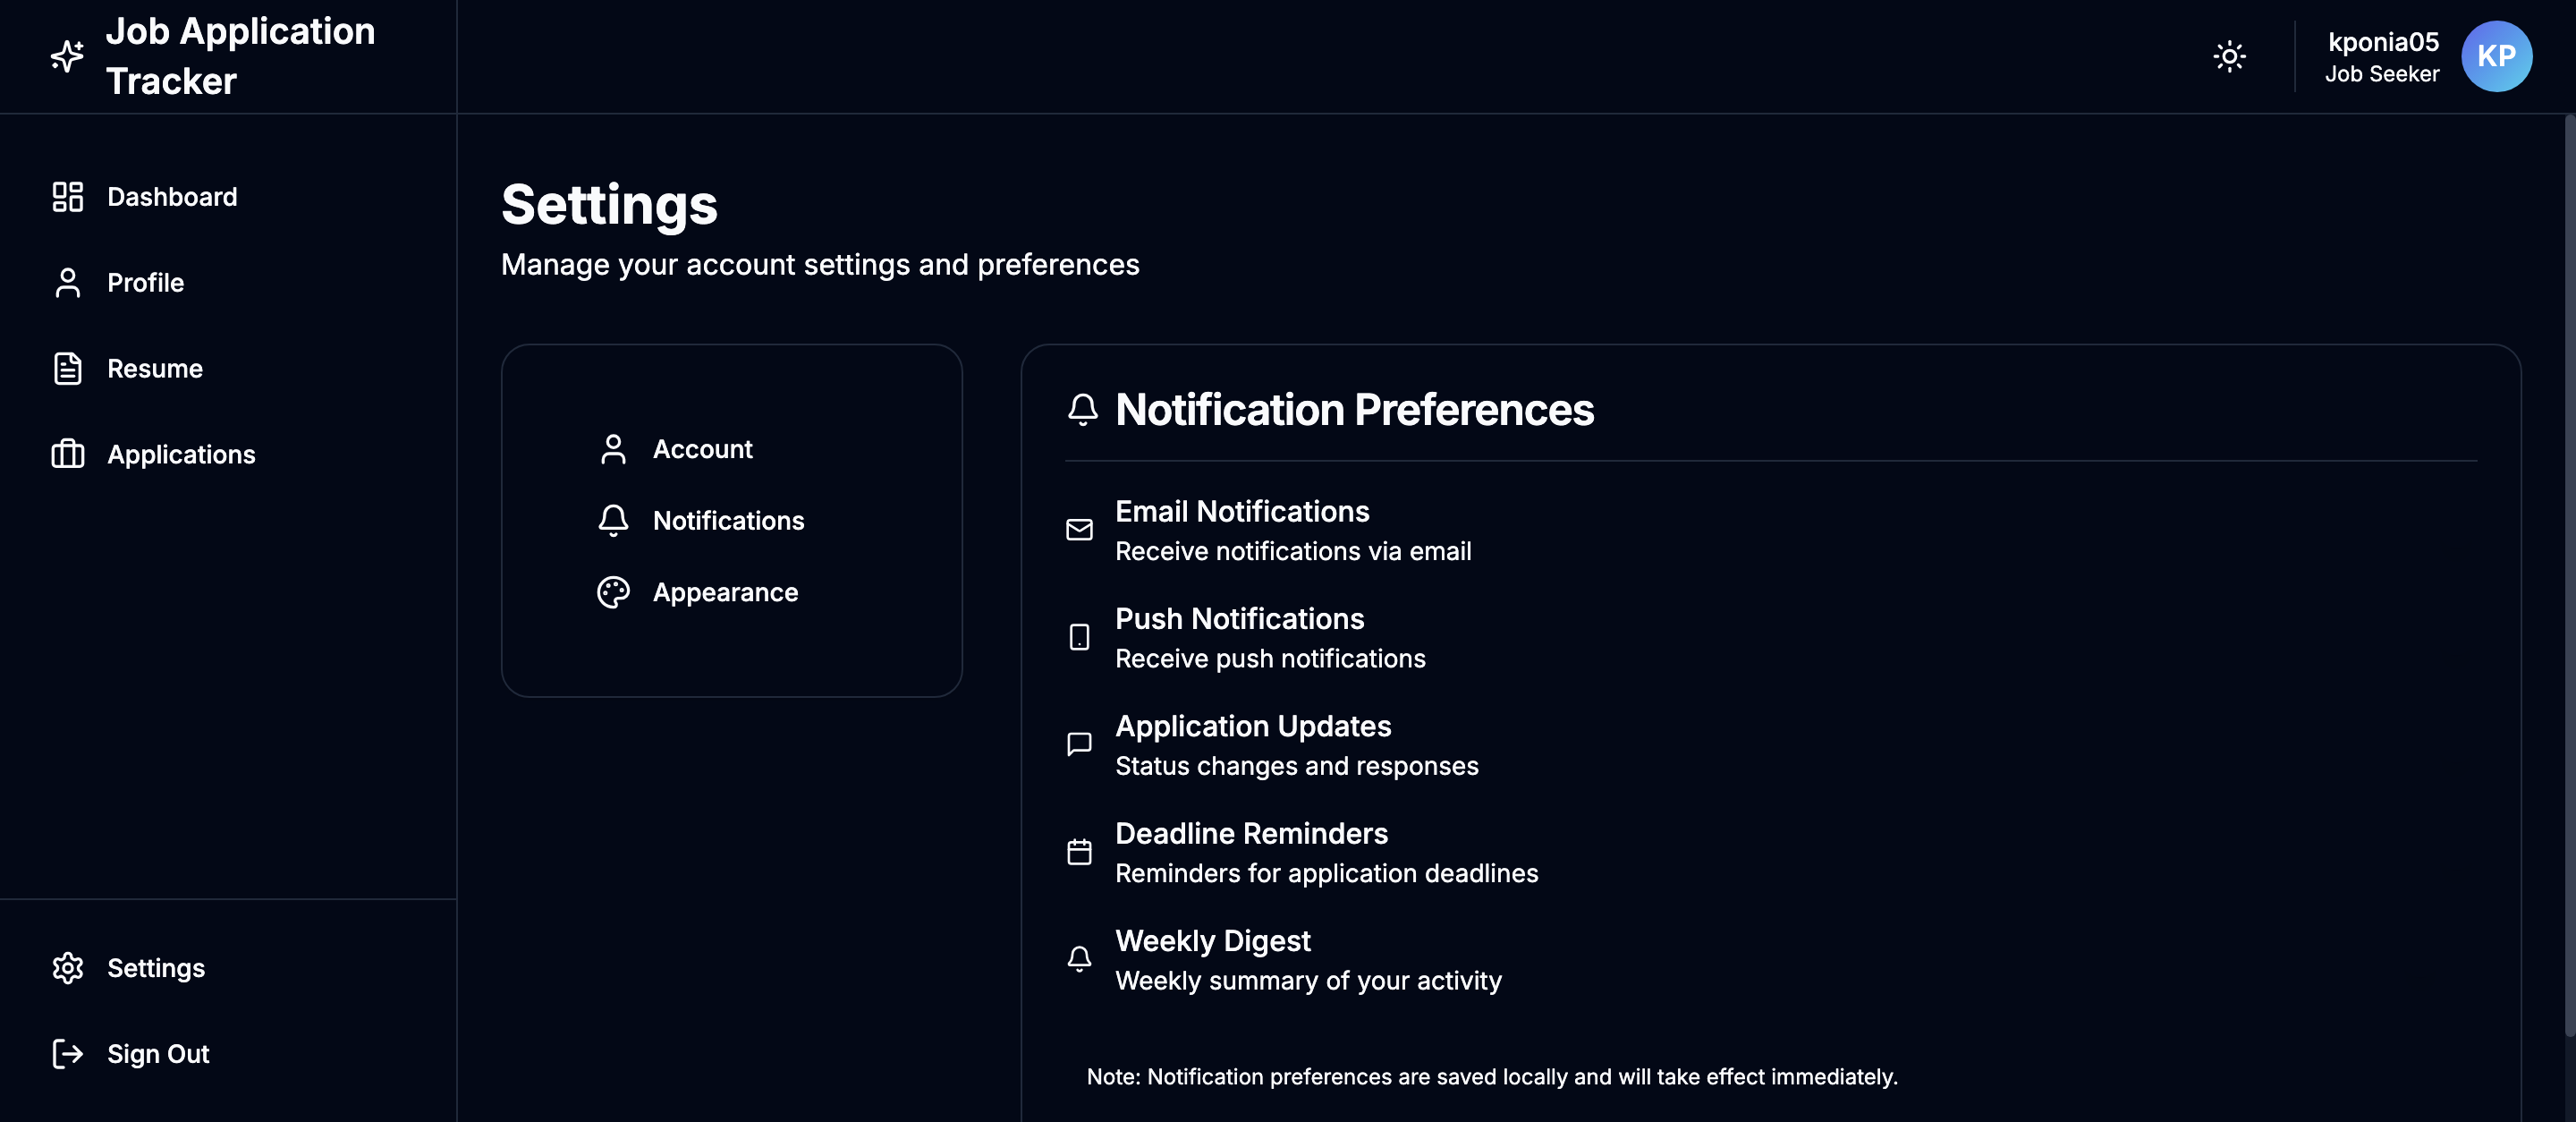 Job Application
Tracker
kponia05
Job Seeker
KP
Dashboard
Profile
Resume
Applications
Settings
Sign Out
Settings
Manage your account settings and preferences
Account
Notifications
Appearance
Notification Preferences
Email Notifications
Receive notifications via email
Push Notifications
Receive push notifications
Application Updates
Status changes and responses
Deadline Reminders
Reminders for application deadlines
Weekly Digest
Weekly summary of your activity
Note: Notification preferences are saved locally and will take effect immediately.